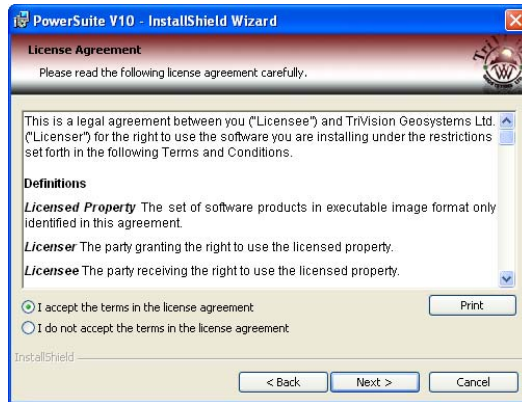 PowerSuite V10 - InstallShield Wizard
License Agreement
Please read the following license agreement carefully.
This is a legal agreement between you ("Licensee") and TriVision Geosystems Ltd.
("Licenser") for the right to use the software you are installing under the restrictions
set forth in the following Terms and Conditions.
Definitions
Licensed Property The set of software products in executable image format only
identified in this agreement.
Licenser The party granting the right to use the licensed property.
Licensee The party receiving the right to use the licensed property.
I accept the terms in the license agreement
Print
I do not accept the terms in the license agreement
InstallShield
< Back
Next >
Cancel